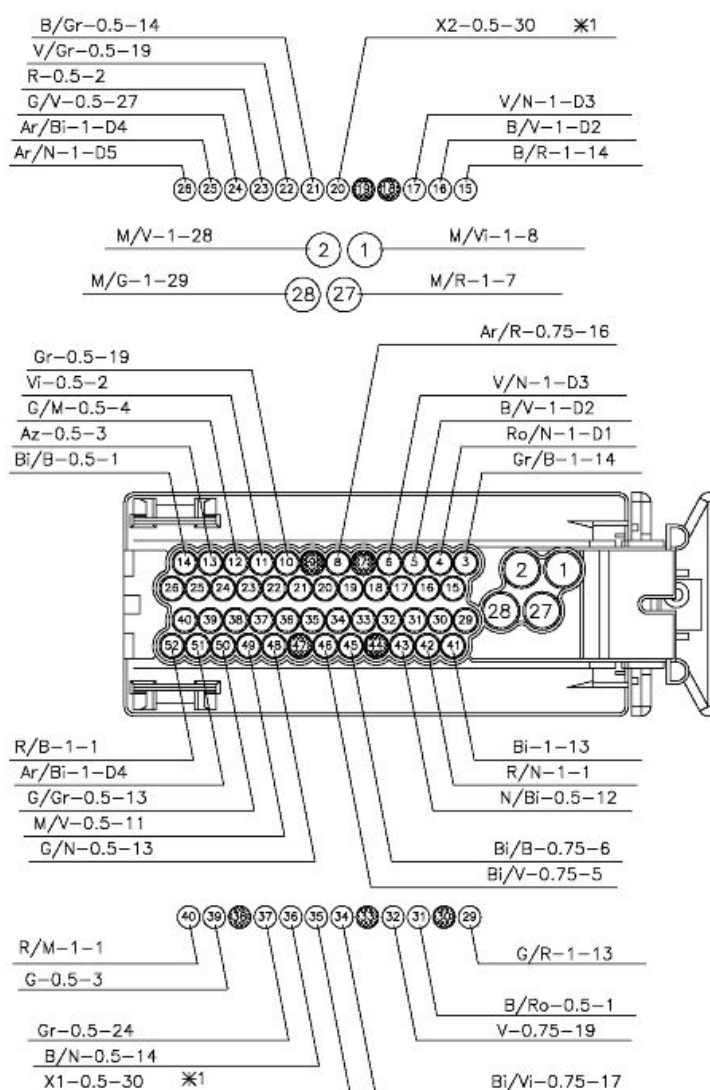 B/Gr-0.5-14 X2-0.5-30 ✳1
V/Gr-0.5-19
R-0.5-2
G/V-0.5-27 V/N-1-D3
Ar/Bi-1-D4 B/V-1-D2
Ar/N-1-D5 B/R-1-14
26 25 24 23 22 21 20 19 18 17 16 15
M/V-1-28 2 1 M/Vi-1-8
M/G-1-29 28 27 M/R-1-7
Ar/R-0.75-16
Gr-0.5-19
Vi-0.5-2 V/N-1-D3
G/M-0.5-4 B/V-1-D2
Az-0.5-3 Ro/N-1-D1
Bi/B-0.5-1 Gr/B-1-14
14 13 12 11 10 9 8 7 6 5 4 3 2 1
26 25 24 23 22 21 20 19 18 17 16 15
40 39 38 37 36 35 34 33 32 31 30 29 28 27
52 51 50 49 48 47 46 45 44 43 42 41
R/B-1-1 Bi-1-13
Ar/Bi-1-D4 R/N-1-1
G/Gr-0.5-13 N/Bi-0.5-12
M/V-0.5-11
G/N-0.5-13 Bi/B-0.75-6
Bi/V-0.75-5
40 39 38 37 36 35 34 33 32 31 30 29
R/M-1-1 G/R-1-13
G-0.5-3
B/Ro-0.5-1
Gr-0.5-24 V-0.75-19
B/N-0.5-14
X1-0.5-30 ✳1 Bi/Vi-0.75-17